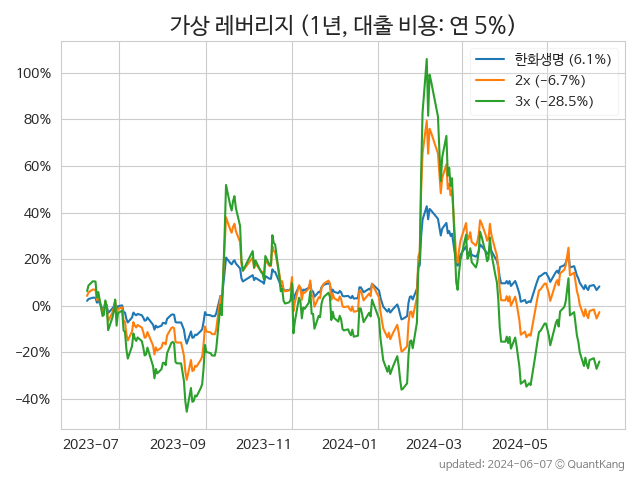 가상 레버리지 (1년, 대출 비용: 연 5%)
한화생명 (6.1%)
2x (−6.7%)
3x (−28.5%)
100%
80%
60%
40%
20%
0%
−20%
−40%
2023-07
2023-09
2023-11
2024-01
2024-03
2024-05
updated: 2024-06-07 © QuantKang